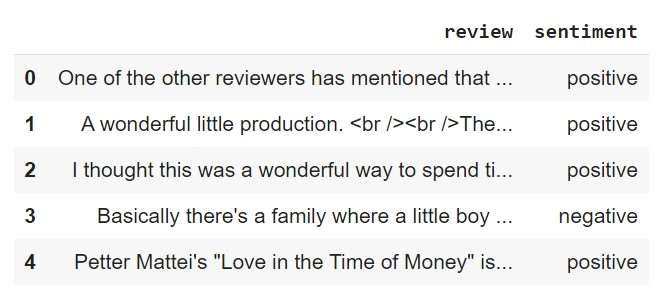 review sentiment
0 One of the other reviewers has mentioned that ... positive
1 A wonderful little production. <br /><br />The... positive
2 I thought this was a wonderful way to spend ti... positive
3 Basically there's a family where a little boy ... negative
4 Petter Mattei's "Love in the Time of Money" is... positive